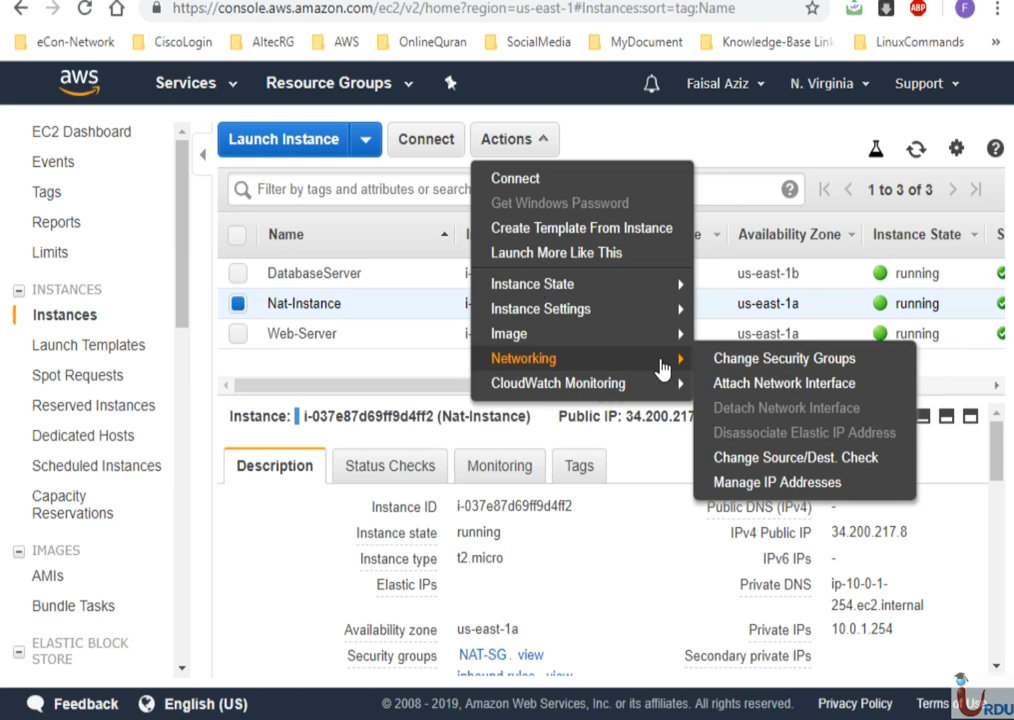 https://console.aws.amazon.com/ec2/v2/home?region=us-east-1#Instances:sort=tag:Name
ABP
F
eCon-Network
CiscoLogin
AltecRG
AWS
OnlineQuran
SocialMedia
MyDocument
Knowledge-Base Link
LinuxCommands
»
aws
Services
Resource Groups
Faisal Aziz
N. Virginia
Support
EC2 Dashboard
Events
Tags
Reports
Limits
INSTANCES
Instances
Launch Templates
Spot Requests
Reserved Instances
Dedicated Hosts
Scheduled Instances
Capacity
Reservations
IMAGES
AMIs
Bundle Tasks
ELASTIC BLOCK
STORE
Launch Instance
Connect
Actions
Filter by tags and attributes or search
1 to 3 of 3
Name
Availability Zone
Instance State
DatabaseServer
us-east-1b
running
Nat-Instance
us-east-1a
running
Web-Server
us-east-1a
running
Connect
Get Windows Password
Create Template From Instance
Launch More Like This
Instance State
Instance Settings
Image
Networking
CloudWatch Monitoring
Change Security Groups
Attach Network Interface
Detach Network Interface
Disassociate Elastic IP Address
Change Source/Dest. Check
Manage IP Addresses
Instance: i-037e87d69ff9d4ff2 (Nat-Instance) Public IP: 34.200.217
Description
Status Checks
Monitoring
Tags
Instance ID i-037e87d69ff9d4ff2
Instance state running
Instance type t2.micro
Elastic IPs
Availability zone us-east-1a
Security groups NAT-SG. view
inbound rules. view
Public DNS (IPv4) -
IPv4 Public IP 34.200.217.8
IPv6 IPs -
Private DNS ip-10-0-1-
254.ec2.internal
Private IPs 10.0.1.254
Secondary private IPs
Feedback
English (US)
© 2008 - 2019, Amazon Web Services, Inc. or its affiliates. All rights reserved.
Privacy Policy
Terms of Use
URDU